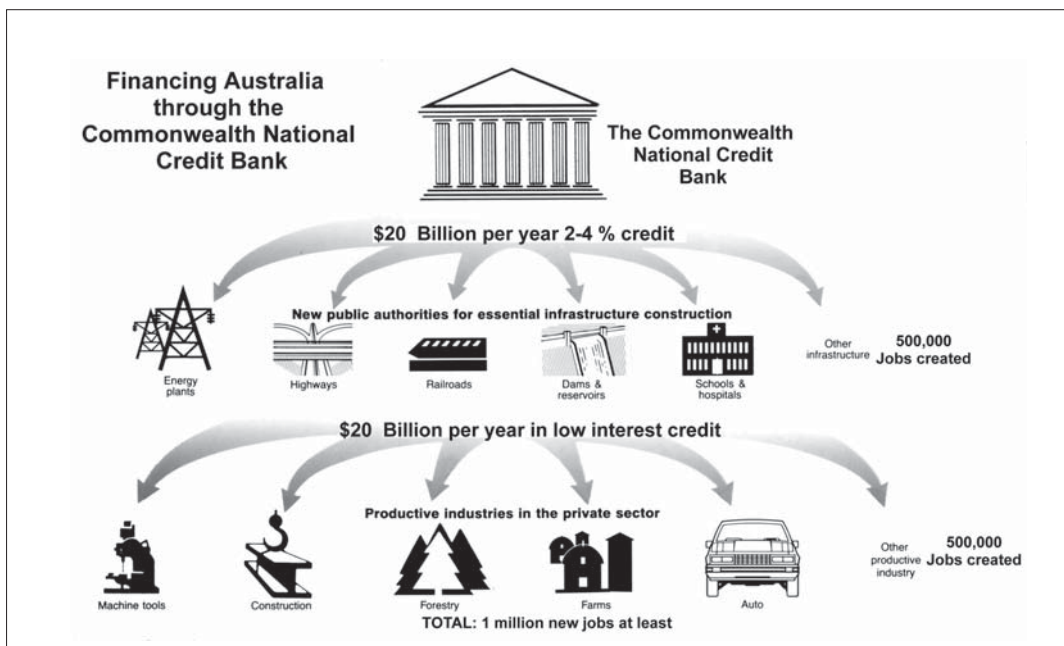 Financing Australia
through the
Commonwealth National
Credit Bank
The Commonwealth
National Credit
Bank
$20 Billion per year 2-4 % credit
New public authorities for essential infrastructure construction
Energy
plants
Highways
Railroads
Dams &
reservoirs
Schools &
hospitals
Other
infrastructure
500,000
Jobs created
$20 Billion per year in low interest credit
Productive industries in the private sector
Machine tools
Construction
Forestry
Farms
Auto
Other
productive
industry
500,000
Jobs created
TOTAL: 1 million new jobs at least